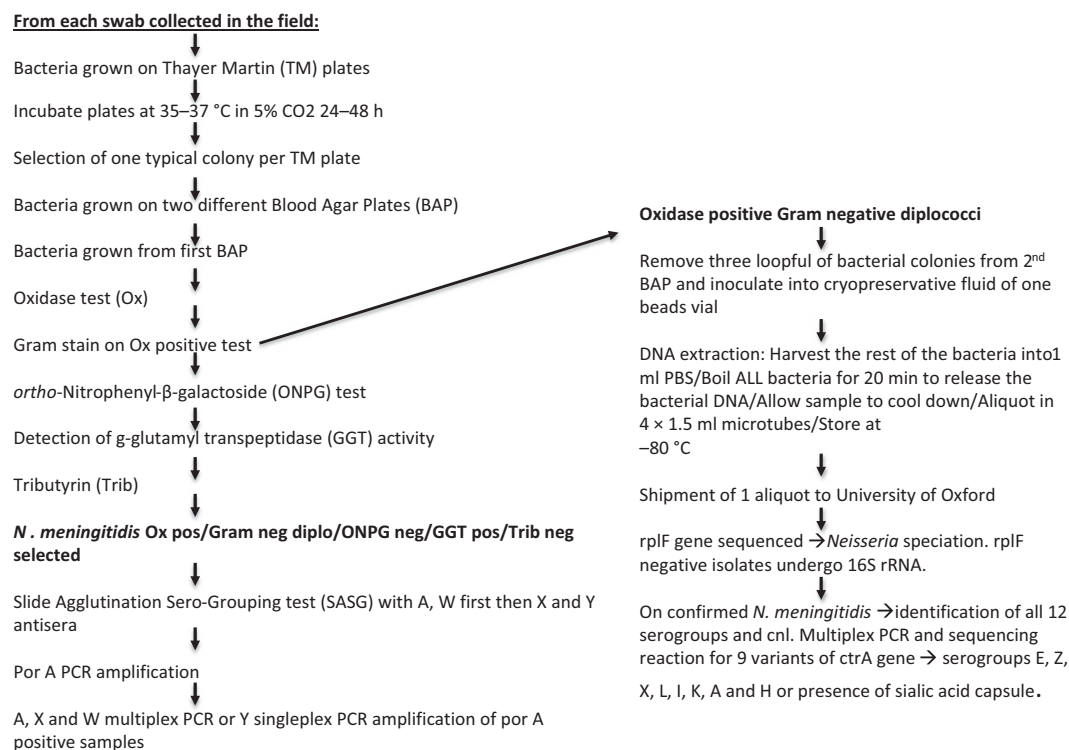 From each swab collected in the field:
Bacteria grown on Thayer Martin (TM) plates
Incubate plates at 35–37 °C in 5% CO2 24–48 h
Selection of one typical colony per TM plate
Bacteria grown on two different Blood Agar Plates (BAP)
Bacteria grown from first BAP
Oxidase test (Ox)
Gram stain on Ox positive test
ortho-Nitrophenyl-β-galactoside (ONPG) test
Detection of g-glutamyl transpeptidase (GGT) activity
Tributyrin (Trib)
N . meningitidis Ox pos/Gram neg diplo/ONPG neg/GGT pos/Trib neg
selected
Slide Agglutination Sero-Grouping test (SASG) with A, W first then X and Y
antisera
Por A PCR amplification
A, X and W multiplex PCR or Y singleplex PCR amplification of por A
positive samples
Oxidase positive Gram negative diplococci
Remove three loopful of bacterial colonies from 2nd
BAP and inoculate into cryopreservative fluid of one
beads vial
DNA extraction: Harvest the rest of the bacteria into1
ml PBS/Boil ALL bacteria for 20 min to release the
bacterial DNA/Allow sample to cool down/Aliquot in
4 × 1.5 ml microtubes/Store at
–80 °C
Shipment of 1 aliquot to University of Oxford
rplF gene sequenced →Neisseria speciation. rplF
negative isolates undergo 16S rRNA.
On confirmed N. meningitidis →identification of all 12
serogroups and cnl. Multiplex PCR and sequencing
reaction for 9 variants of ctrA gene → serogroups E, Z,
X, L, I, K, A and H or presence of sialic acid capsule.